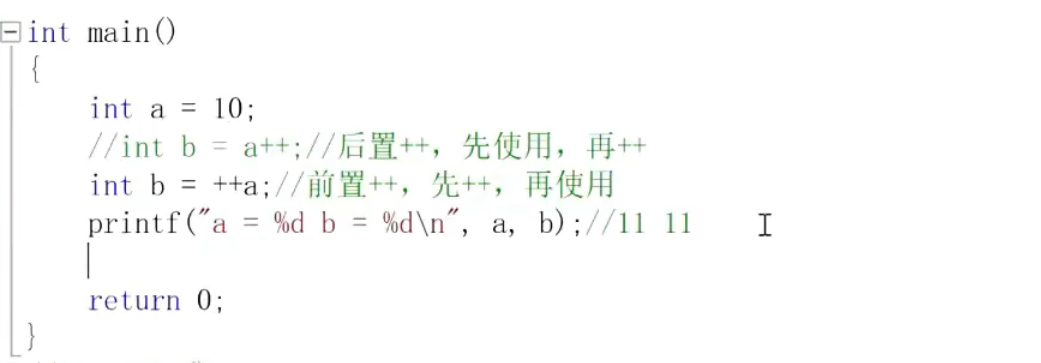 int main()
{
int a = 10;
//int b = a++;//后置++，先使用，再++
int b = ++a;//前置++，先++，再使用
printf("a = %d b = %d\n", a, b);//11 11
return 0;
}